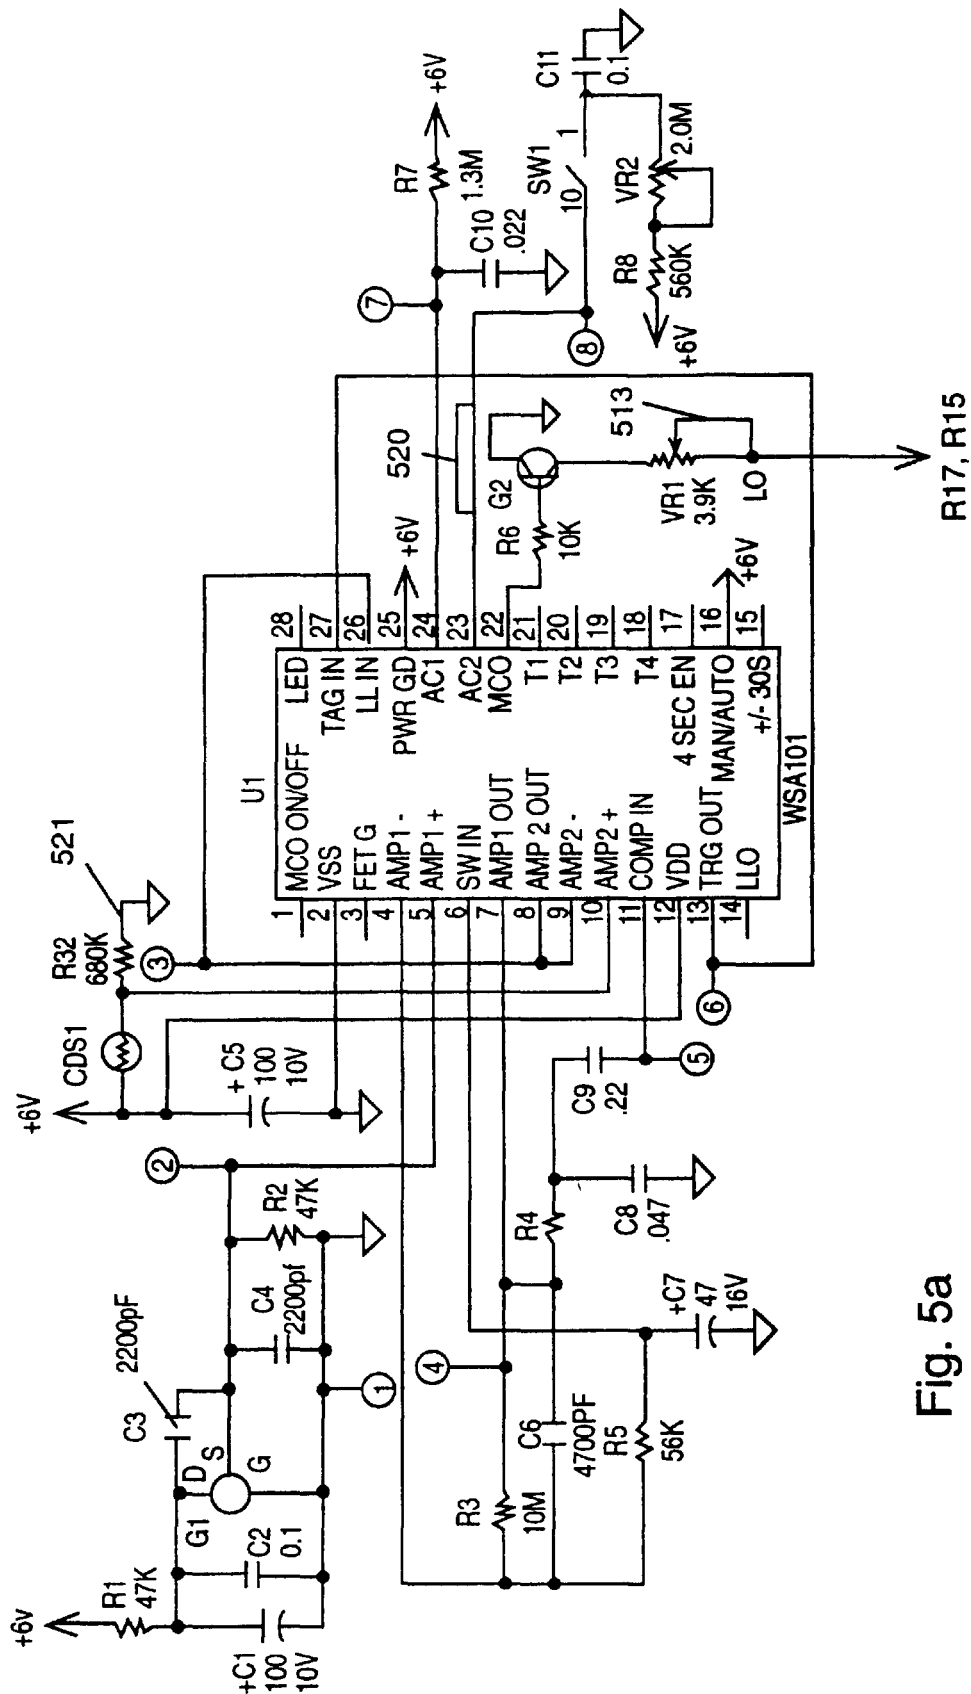 +6v
R1
47K
+C1
100
10V
C2
0.1
G1
D
S
G
C3
2200pF
C4
2200pf
R2
47K
1
2
+6V
CDS1
R32
680K
521
3
+ C5
100
10V
R3
10M
C6
4700PF
R5
56K
4
R4
C8
.047
+C7
47
16V
C9
.22
5
6
U1
1 MCO ON/OFF
2 VSS
3 FET G
4 AMP1 -
5 AMP1 +
6 SW IN
7 AMP1 OUT
8 AMP 2 OUT
9 AMP2 -
10 AMP2 +
11 COMP IN
12 VDD
13 TRG OUT
14 LLO
LED 28
TAG IN 27
LL IN 26
PWR GD 25
AC1 24
AC2 23
MCO 22
T1 21
T2 20
T3 19
T4 18
4 SEC EN 17
MAN/AUTO 16
+/- 30S 15
WSA101
+6V
+6V
520
7
R7
1.3M
+6V
C10
.022
8
SW1
10
1
C11
0.1
+6V
R8
560K
VR2
2.0M
R6
10K
G2
VR1
3.9K
513
LO
R17, R15
Fig. 5a